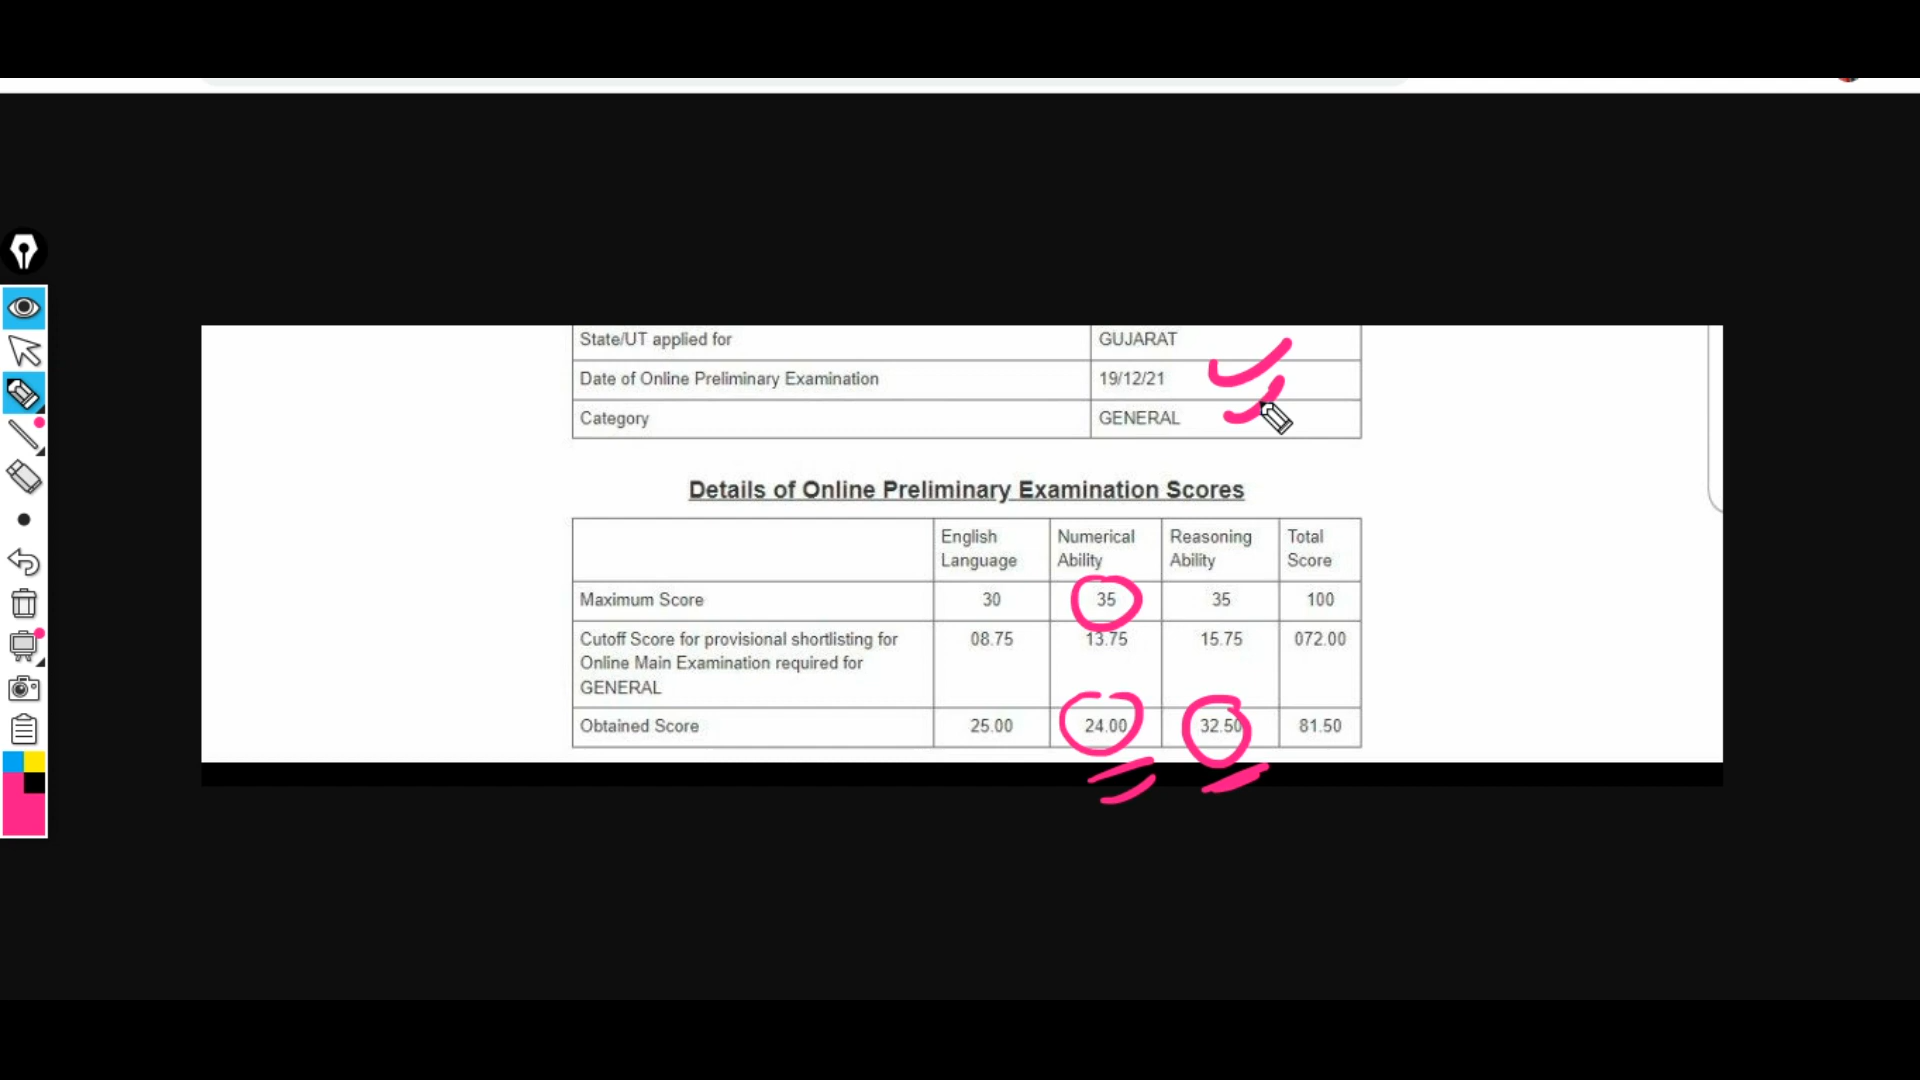 State/UT applied for GUJARAT
Date of Online Preliminary Examination 19/12/21
Category GENERAL
Details of Online Preliminary Examination Scores
English Language Numerical Ability Reasoning Ability Total Score
Maximum Score 30 35 35 100
Cutoff Score for provisional shortlisting for Online Main Examination required for GENERAL 08.75 13.75 15.75 072.00
Obtained Score 25.00 24.00 32.50 81.50